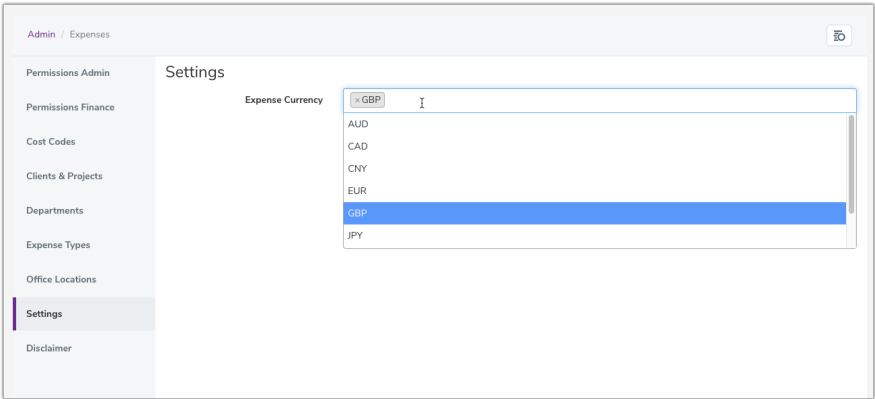 Admin / Expenses
Permissions Admin
Permissions Finance
Cost Codes
Clients & Projects
Departments
Expense Types
Office Locations
Settings
Disclaimer
Settings
Expense Currency
× GBP
AUD
CAD
CNY
EUR
GBP
JPY